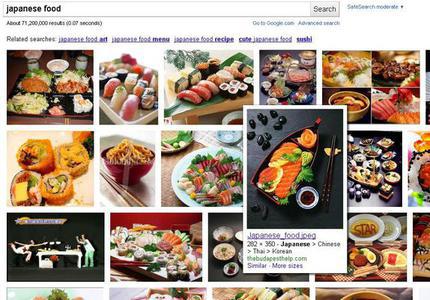 japanese food
Search
SafeSearch moderate ▼
About 71,200,000 results (0.07 seconds)
Go to Google.com
Advanced search
Related searches: japanese food art japanese food menu japanese food recipe cute japanese food sushi
Japanese_food.jpeg
282 × 350 - Japanese > Chinese
> Thai > Korean
thebudapesthelp.com
Similar - More sizes
STAR